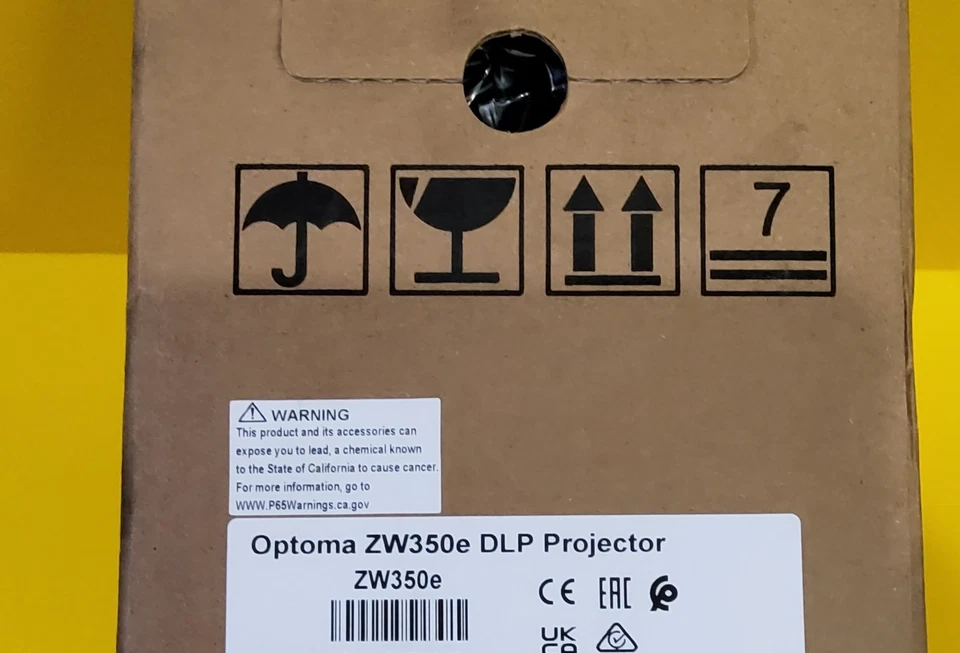 7
WARNING
This product and its accessories can
expose you to lead, a chemical known
to the State of California to cause cancer.
For more information, go to
WWW.P65Warnings.ca.gov
Optoma ZW350e DLP Projector
ZW350e
CE EAC
UK
CA